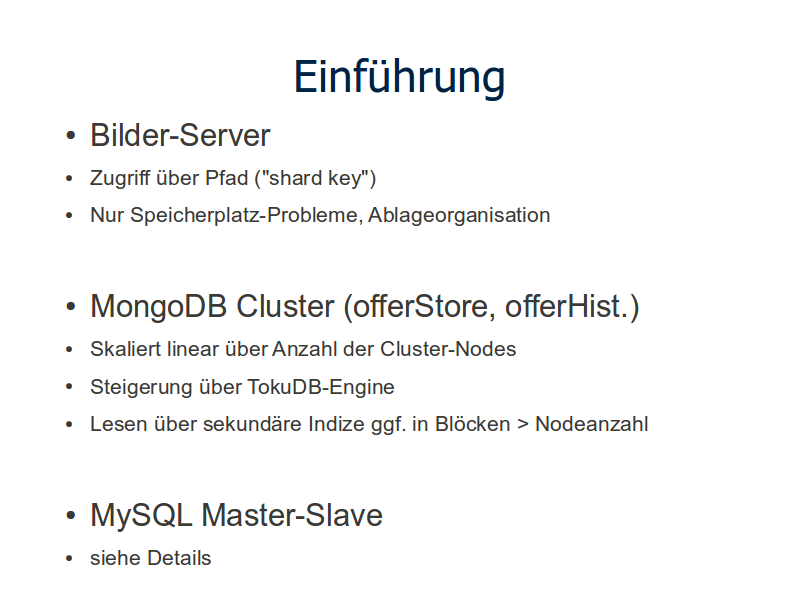 Einführung
• Bilder-Server
• Zugriff über Pfad ("shard key")
• Nur Speicherplatz-Probleme, Ablageorganisation
• MongoDB Cluster (offerStore, offerHist.)
• Skaliert linear über Anzahl der Cluster-Nodes
• Steigerung über TokuDB-Engine
• Lesen über sekundäre Indize ggf. in Blöcken > Nodeanzahl
• MySQL Master-Slave
• siehe Details